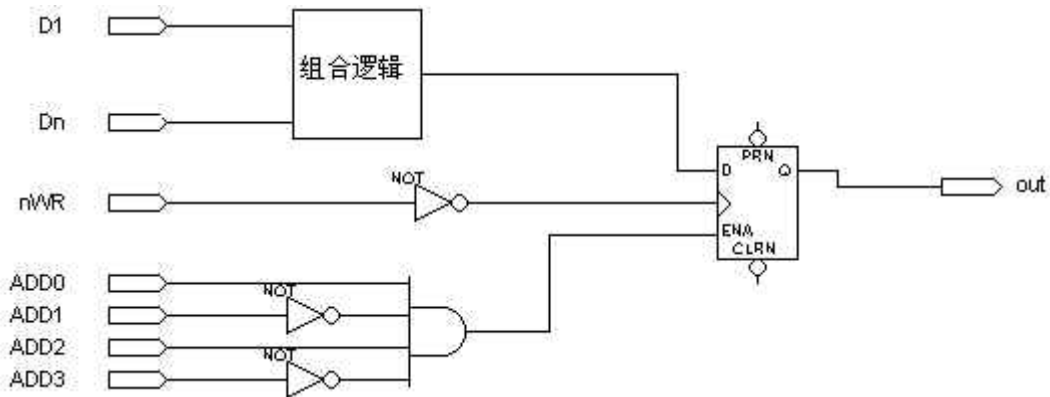 D1
组合逻辑
Dn
PRN
D Q
NOT
nWR
out
ENA
CLRN
ADD0
NOT
ADD1
ADD2
NOT
ADD3